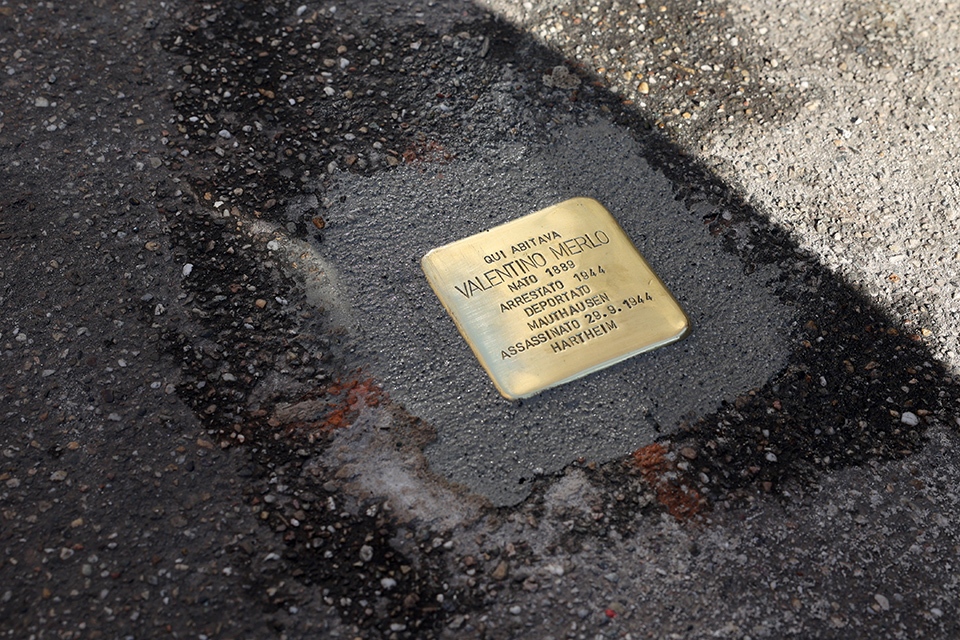 QUI ABITAVA
VALENTINO MERLO
NATO 1889
ARRESTATO 1944
DEPORTATO
MAUTHAUSEN
ASSASSINATO 29.9.1944
HARTHEIM